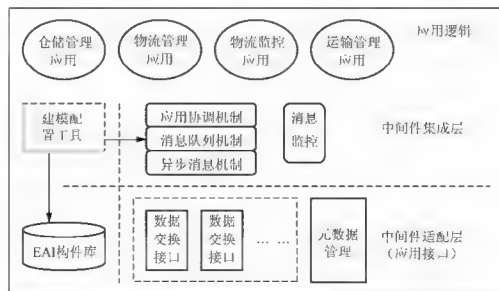 仓储管理
应用
物流管理
应用
物流监控
应用
运输管理
应用
应用逻辑
建模配
置工具
应用协调机制
消息队列机制
异步消息机制
消息
监控
中间件集成层
EAI构件库
数据
交换
接口
数据
交换
接口
… …
元数据
管理
中间件适配层
(应用接口)